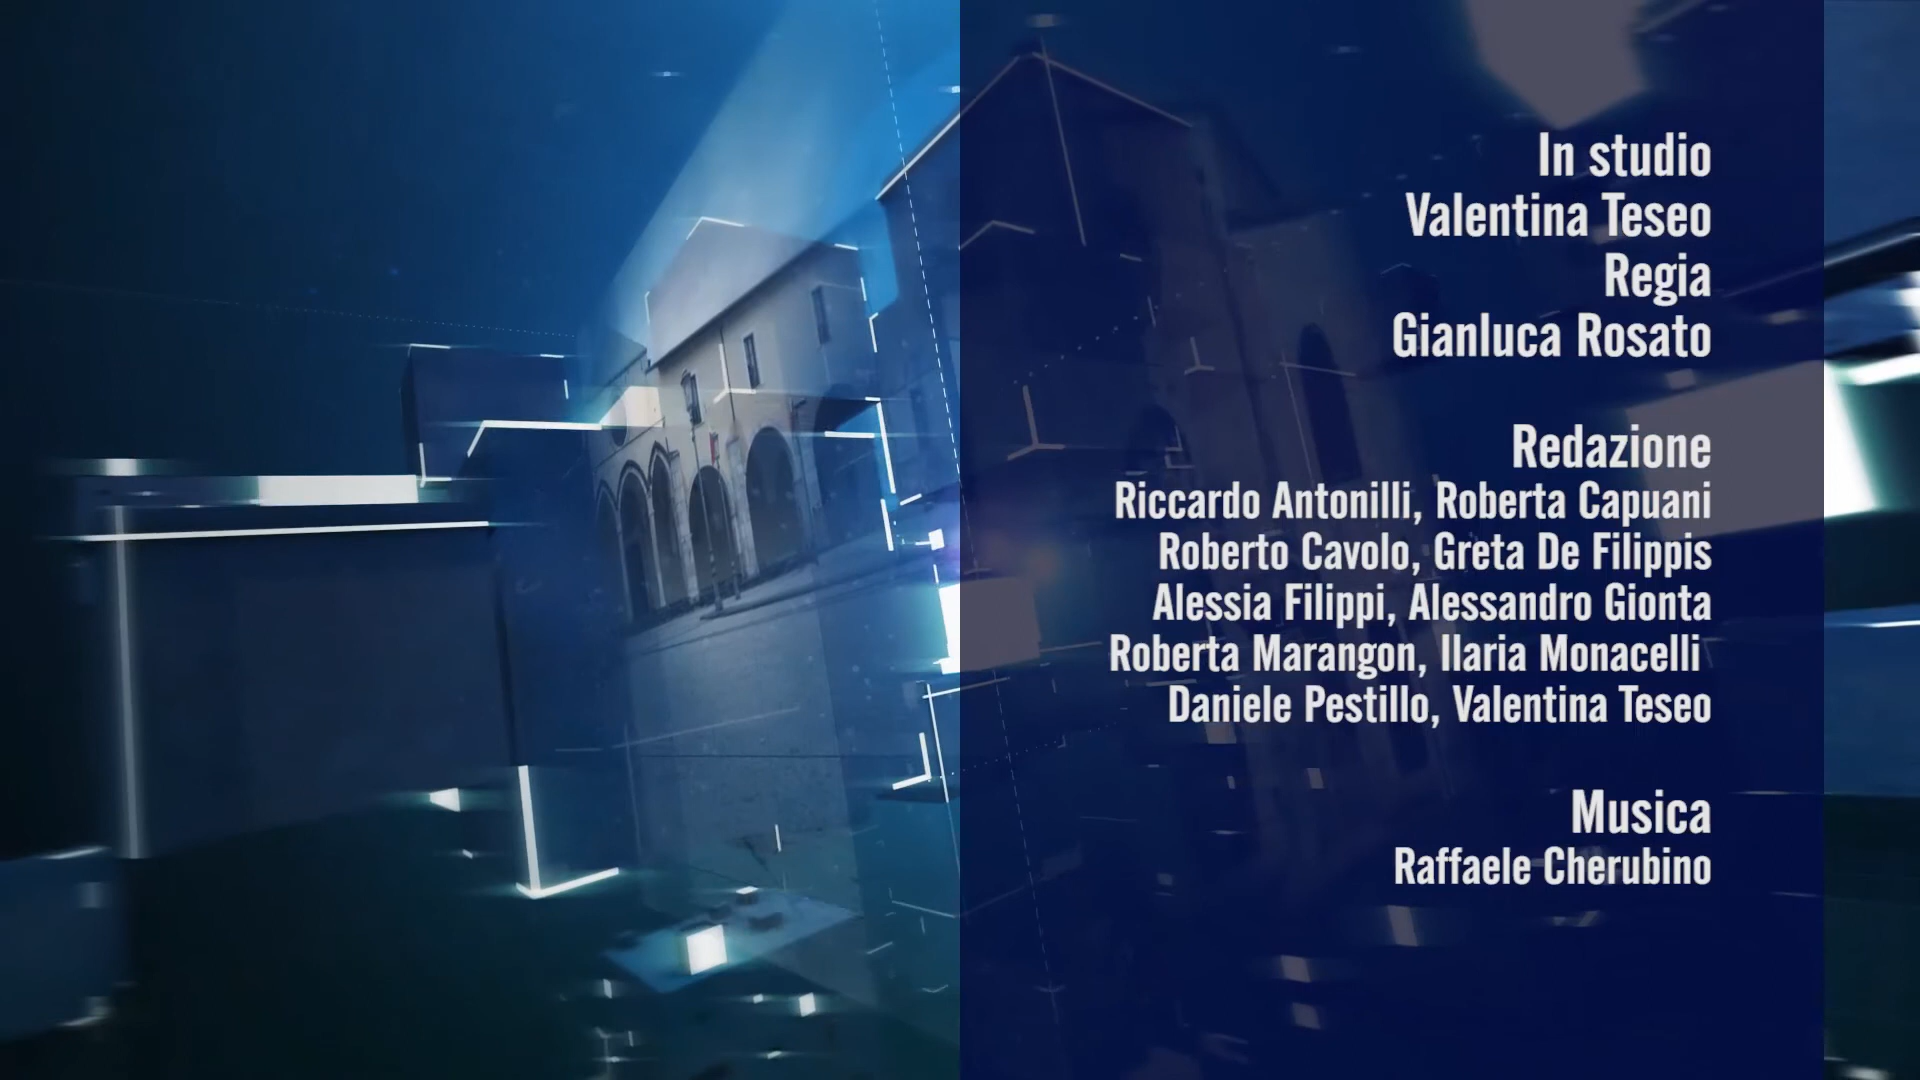 In studio
Valentina Teseo
Regia
Gianluca Rosato
Redazione
Riccardo Antonilli, Roberta Capuani
Roberto Cavolo, Greta De Filippis
Alessia Filippi, Alessandro Gionta
Roberta Marangon, Ilaria Monacelli
Daniele Pestillo, Valentina Teseo
Musica
Raffaele Cherubino